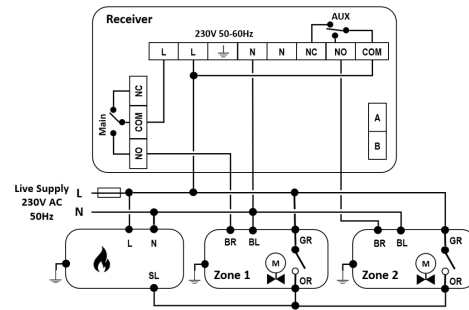 Receiver
AUX
230V 50-60Hz
L L N N NC NO COM
Main
NC
COM
NO
A
B
Live Supply
230V AC
50Hz
L
N
L N
SL
BR BL GR
M
Zone 1
OR
BR BL GR
M
Zone 2
OR